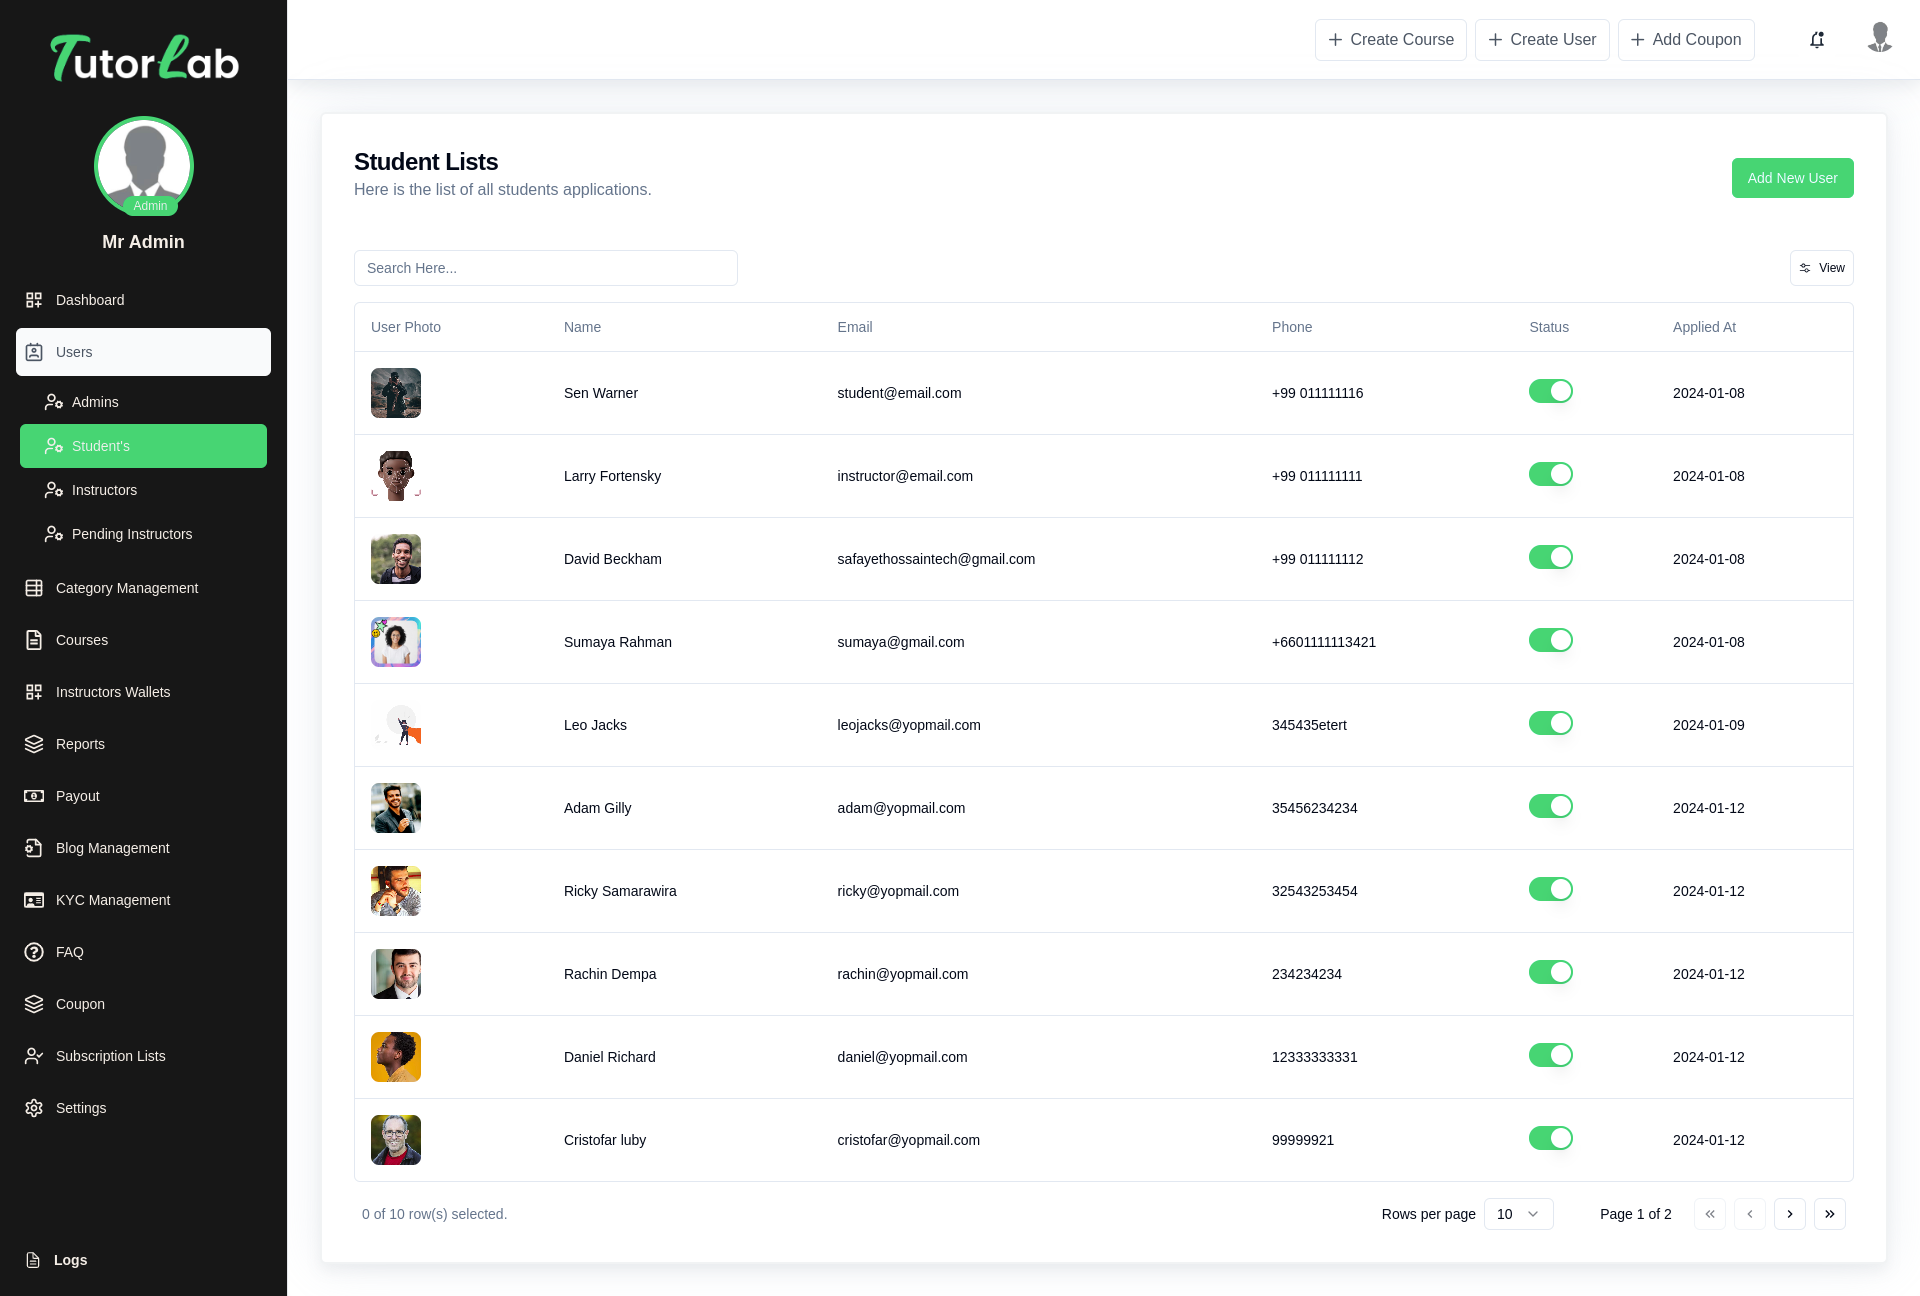 TutorLab
Create Course
Create User
Add Coupon
Admin
Mr Admin
Dashboard
Users
Admins
Student's
Instructors
Pending Instructors
Category Management
Courses
Instructors Wallets
Reports
Payout
Blog Management
KYC Management
FAQ
Coupon
Subscription Lists
Settings
Logs
Student Lists
Here is the list of all students applications.
Add New User
Search Here...
View
User Photo Name Email Phone Status Applied At
Sen Warner student@email.com +99 011111116 2024-01-08
Larry Fortensky instructor@email.com +99 011111111 2024-01-08
David Beckham safayethossaintech@gmail.com +99 011111112 2024-01-08
Sumaya Rahman sumaya@gmail.com +6601111113421 2024-01-08
Leo Jacks leojacks@yopmail.com 345435etert 2024-01-09
Adam Gilly adam@yopmail.com 35456234234 2024-01-12
Ricky Samarawira ricky@yopmail.com 32543253454 2024-01-12
Rachin Dempa rachin@yopmail.com 234234234 2024-01-12
Daniel Richard daniel@yopmail.com 12333333331 2024-01-12
Cristofar luby cristofar@yopmail.com 99999921 2024-01-12
0 of 10 row(s) selected.
Rows per page 10
Page 1 of 2